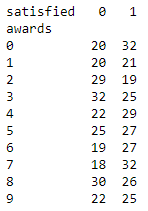 satisfied 0 1
awards
0 20 32
1 20 21
2 29 19
3 32 25
4 22 29
5 25 27
6 19 27
7 18 32
8 30 26
9 22 25